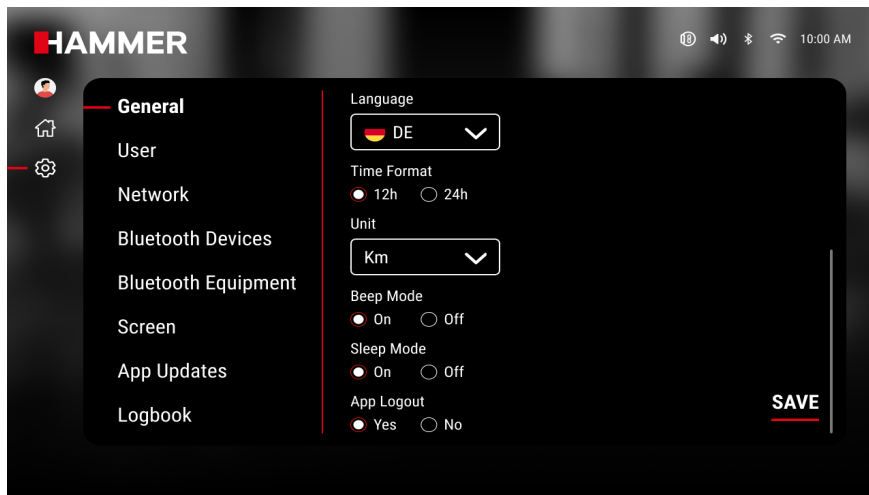 HAMMER
10:00 AM
General
User
Network
Bluetooth Devices
Bluetooth Equipment
Screen
App Updates
Logbook
Language
DE
Time Format
12h 24h
Unit
Km
Beep Mode
On Off
Sleep Mode
On Off
App Logout
Yes No
SAVE